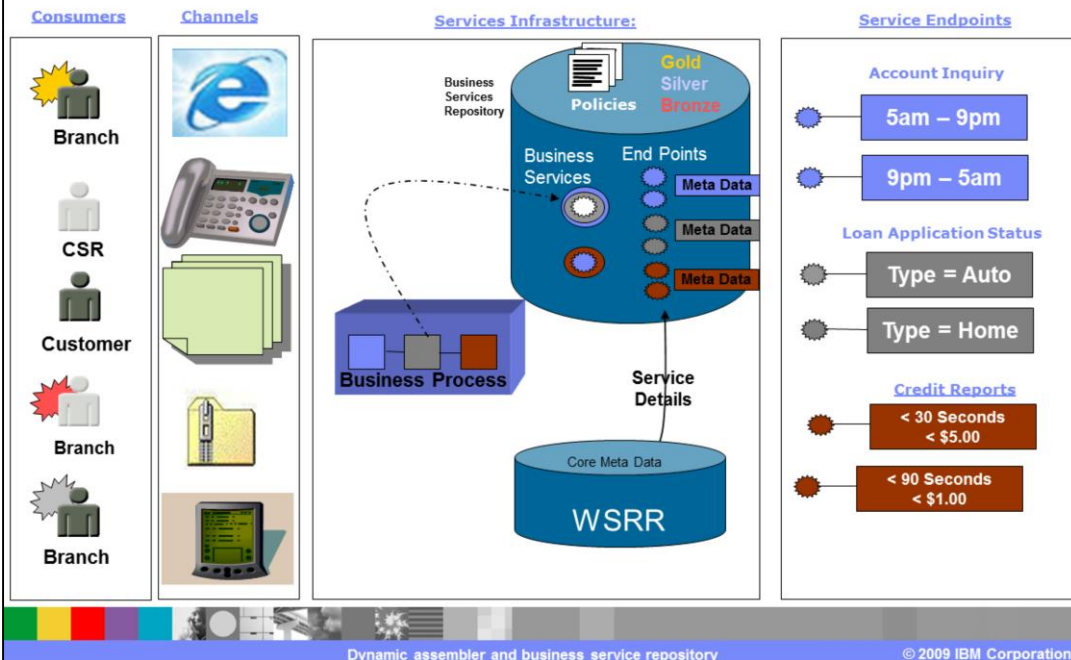 Consumers
Channels
Services Infrastructure:
Service Endpoints
Branch
CSR
Customer
Branch
Branch
Business
Services
Repository
Policies
Gold
Silver
Bronze
Business
Services
End Points
Meta Data
Meta Data
Meta Data
Business Process
Service
Details
Core Meta Data
WSRR
Account Inquiry
5am – 9pm
9pm – 5am
Loan Application Status
Type = Auto
Type = Home
Credit Reports
< 30 Seconds
< $5.00
< 90 Seconds
< $1.00
Dynamic assembler and business service repository
© 2009 IBM Corporation